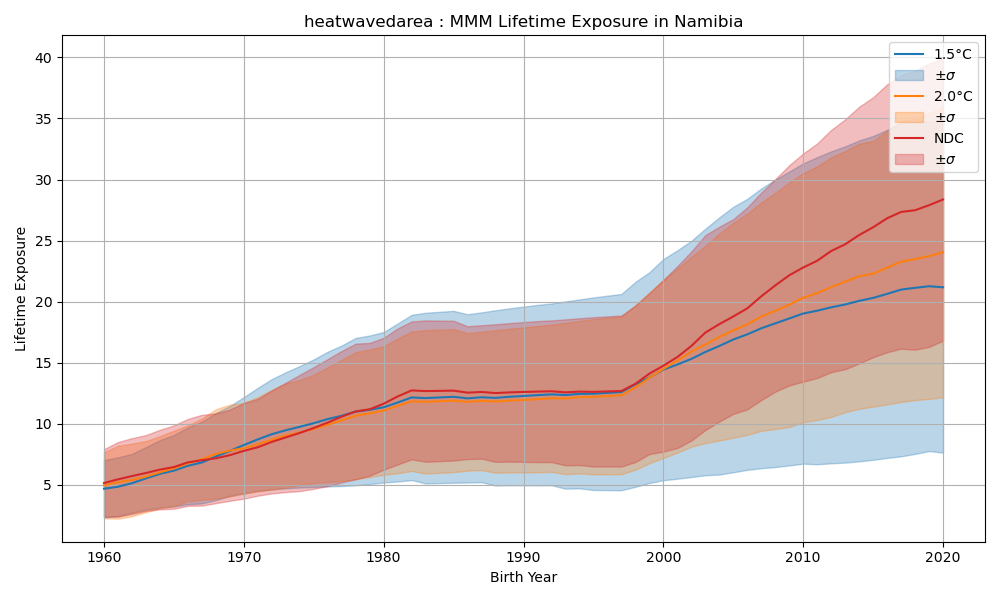 heatwavedarea : MMM Lifetime Exposure in Namibia
Lifetime Exposure
40
35
30
25
20
15
10
5
1.5°C
±σ
2.0°C
±σ
NDC
±σ
1960
1970
1980
1990
2000
2010
2020
Birth Year